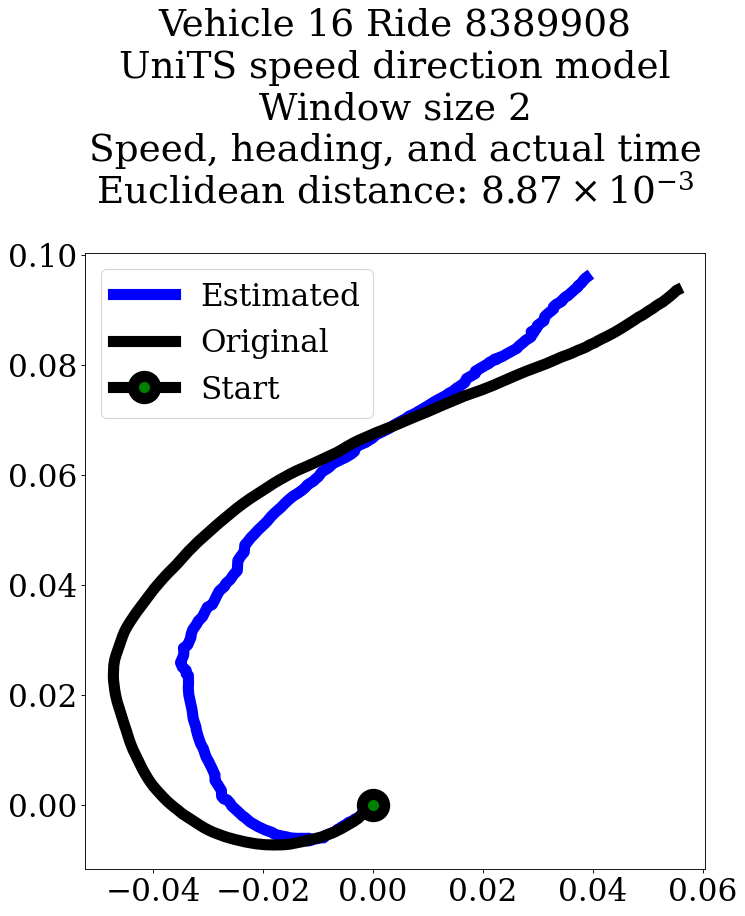 Vehicle 16 Ride 8389908
UniTS speed direction model
Window size 2
Speed, heading, and actual time
Euclidean distance: 8.87 × 10⁻³
0.10
0.08
0.06
0.04
0.02
0.00
Estimated
Original
Start
−0.04 −0.02 0.00 0.02 0.04 0.06